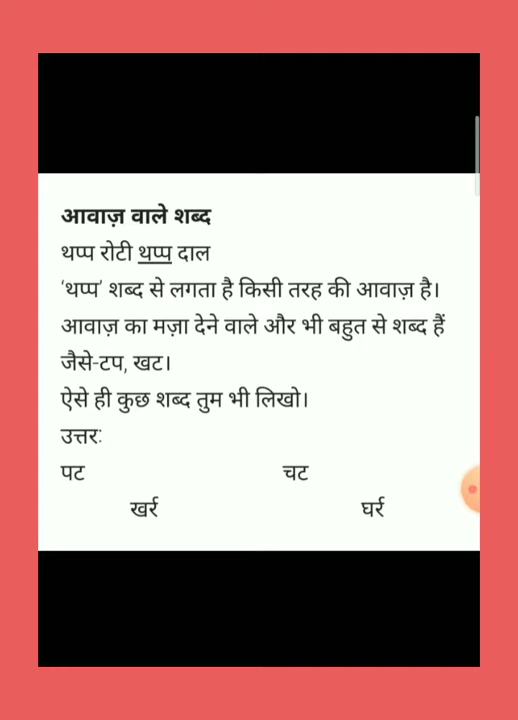 आवाज़ वाले शब्द
थप्प रोटी थप्प दाल
‘थप्प’ शब्द से लगता है किसी तरह की आवाज़ है।
आवाज़ का मज़ा देने वाले और भी बहुत से शब्द हैं
जैसे-टप, खट।
ऐसे ही कुछ शब्द तुम भी लिखो।
उत्तर:
पट चट
खर्र घर्र